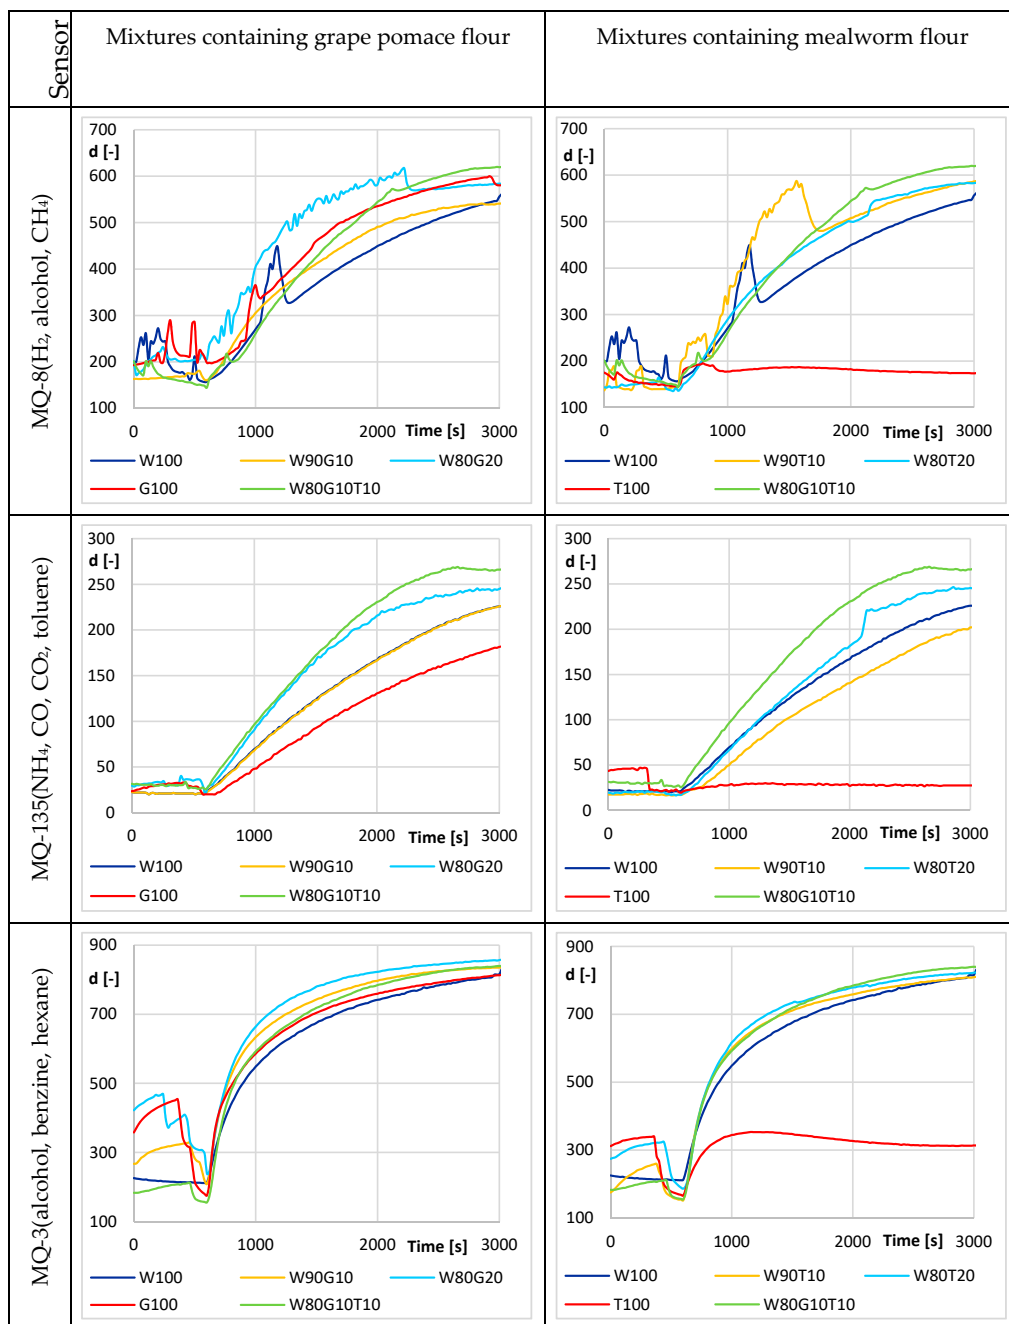 Sensor
Mixtures containing grape pomace flour
Mixtures containing mealworm flour
MQ-8(H₂, alcohol, CH₄)
700
d [-]
600
500
400
300
200
100
0
1000
2000
Time [s]
3000
W100
W90G10
W80G20
G100
W80G10T10
700
d [-]
600
500
400
300
200
100
0
1000
2000
Time [s]
3000
W100
W90T10
W80T20
T100
W80G10T10
MQ-135(NH₄, CO, CO₂, toluene)
300
d [-]
250
200
150
100
50
0
0
1000
2000
Time [s]
3000
W100
W90G10
W80G20
G100
W80G10T10
300
d [-]
250
200
150
100
50
0
0
1000
2000
Time [s]
3000
W100
W90T10
W80T20
T100
W80G10T10
MQ-3(alcohol, benzine, hexane)
900
d [-]
700
500
300
100
0
1000
2000
Time [s]
3000
W100
W90G10
W80G20
G100
W80G10T10
900
d [-]
700
500
300
100
0
1000
2000
Time [s]
3000
W100
W90T10
W80T20
T100
W80G10T10